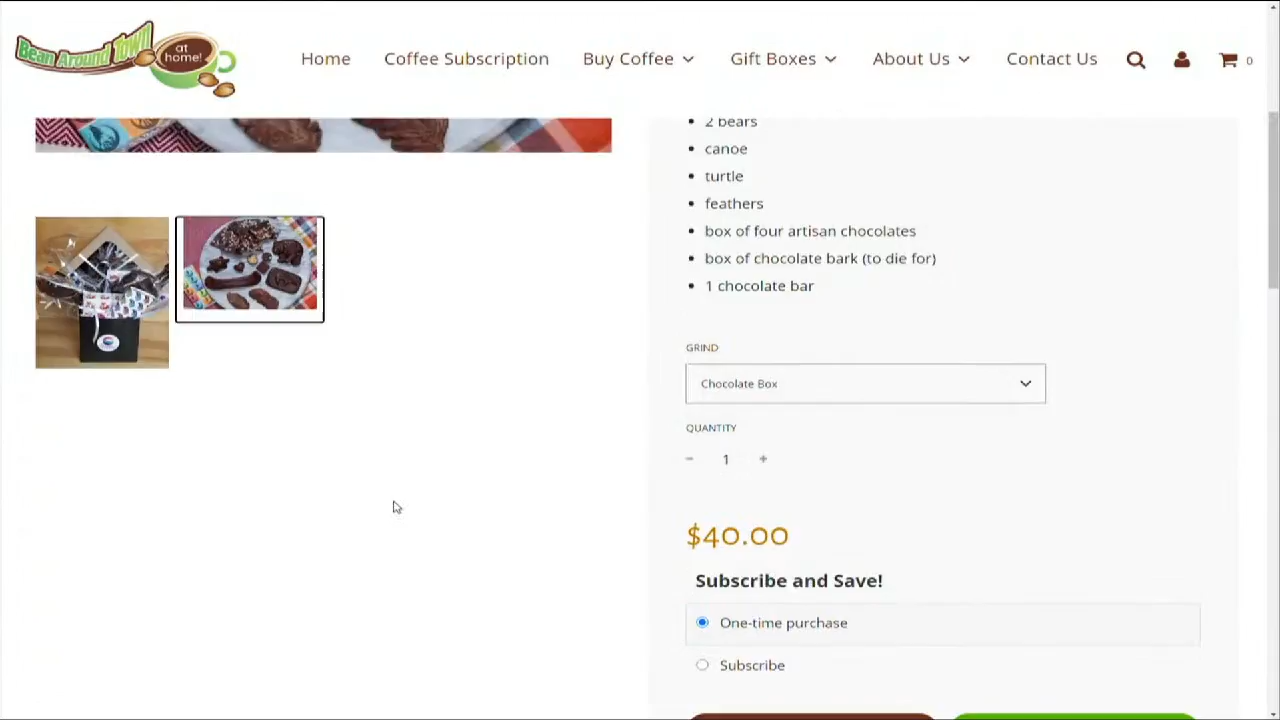 Bean Around Town
at
home!
Home
Coffee Subscription
Buy Coffee
Gift Boxes
About Us
Contact Us
0
2 bears
canoe
turtle
feathers
box of four artisan chocolates
box of chocolate bark (to die for)
1 chocolate bar
GRIND
Chocolate Box
QUANTITY
- 1 +
$40.00
Subscribe and Save!
One-time purchase
Subscribe